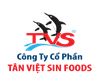 TVS
Công Ty Cổ Phần
TÂN VIỆT SIN FOODS